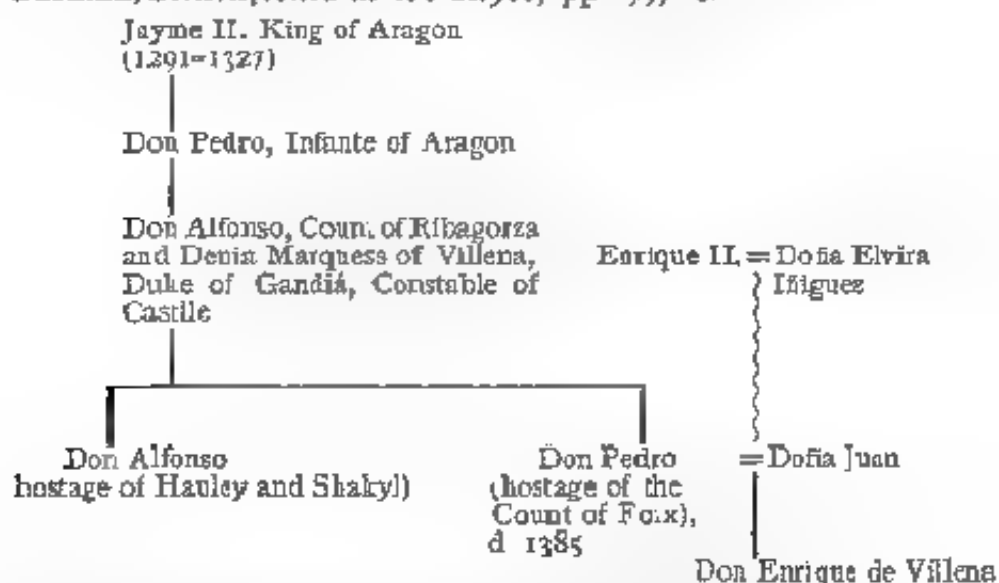 Jayme II. King of Aragon
(1291-1327)
Don Pedro, Infante of Aragon
Don Alfonso, Count of Ribagorza
and Denia Marquess of Villena,
Duke of Gandiá, Constable of
Castile
Enrique II. = Doña Elvira
Iñiguez
Don Alfonso
hostage of Hauley and Shakyl)
Don Pedro
(hostage of the
Count of Foix),
d 1385
= Doña Juan
Don Enrique de Villena